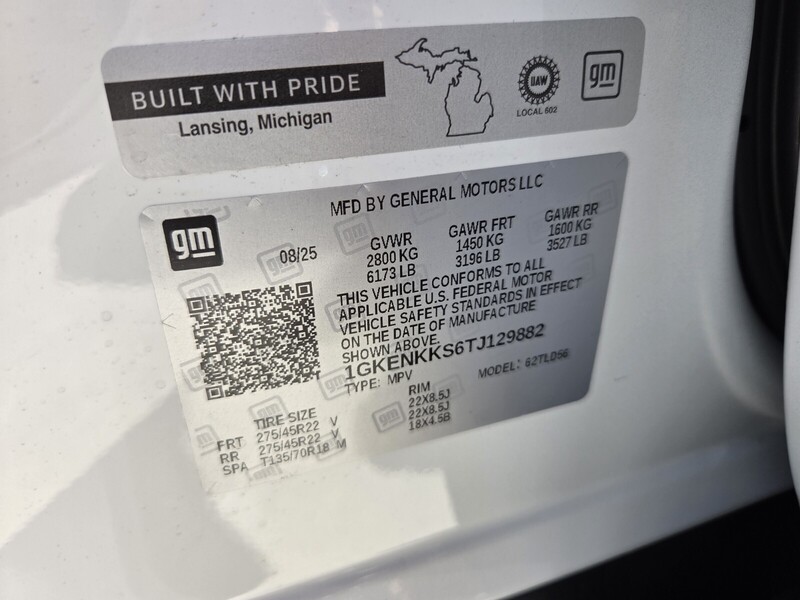 BUILT WITH PRIDE
Lansing, Michigan
UAW
LOCAL 602
gm
MFD BY GENERAL MOTORS LLC
gm
08/25
GVWR GAWR FRT GAWR RR
2800 KG 1450 KG 1600 KG
6173 LB 3196 LB 3527 LB
THIS VEHICLE CONFORMS TO ALL
APPLICABLE U.S. FEDERAL MOTOR
VEHICLE SAFETY STANDARDS IN EFFECT
ON THE DATE OF MANUFACTURE
SHOWN ABOVE.
1GKENKKS6TJ129882
TYPE: MPV MODEL: 62TLD56
TIRE SIZE RIM
FRT 275/45R22 V 22X8.5J
RR 275/45R22 V 22X8.5J
SPA T135/70R18 M 18X4.5B